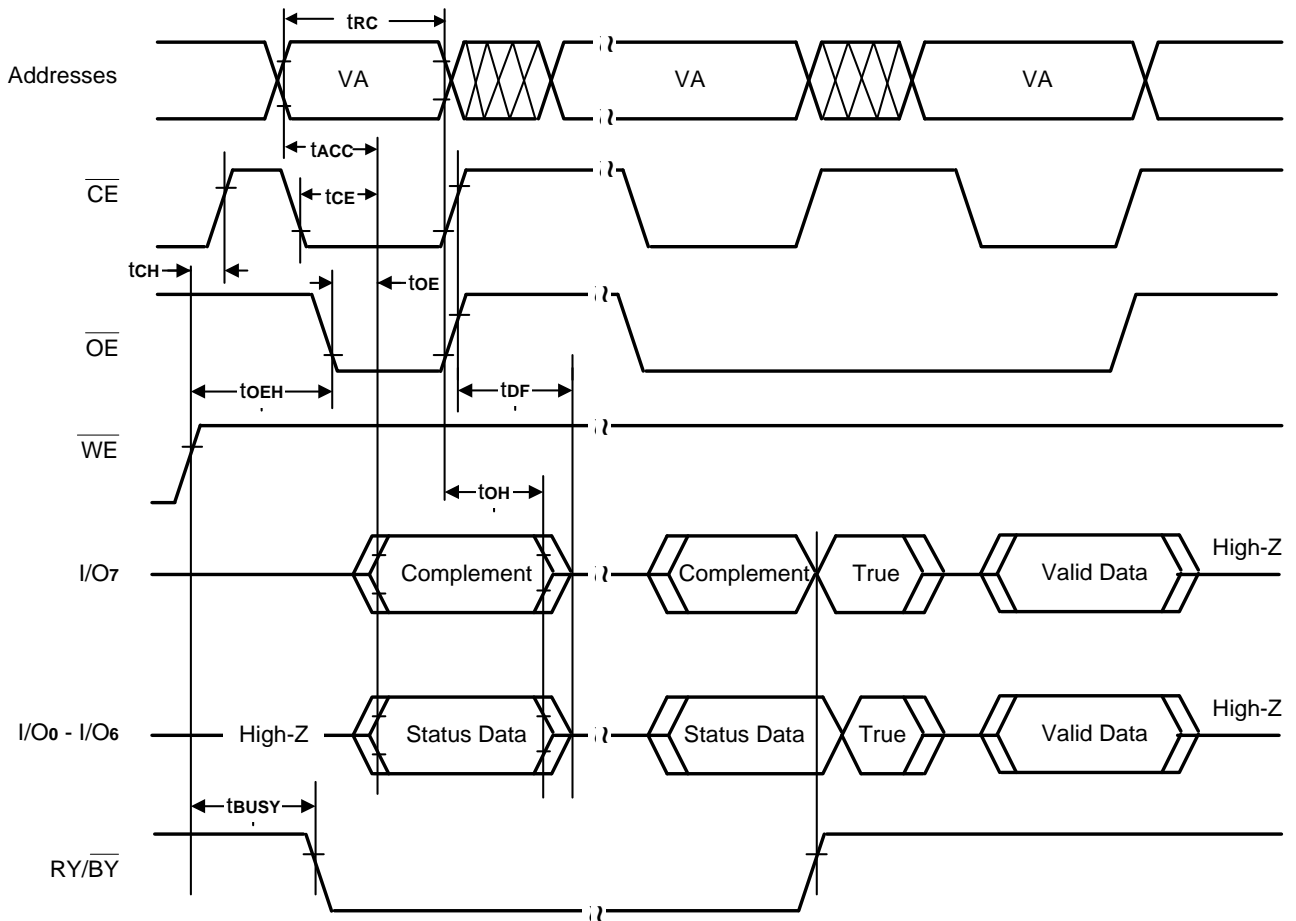 tRC
Addresses VA VA VA
tACC
CE tCE
tCH tOE
OE
tOEH tDF
WE
tOH
I/O7 Complement Complement True Valid Data High-Z
I/O0 - I/O6 High-Z Status Data Status Data True Valid Data High-Z
tBUSY
RY/BY